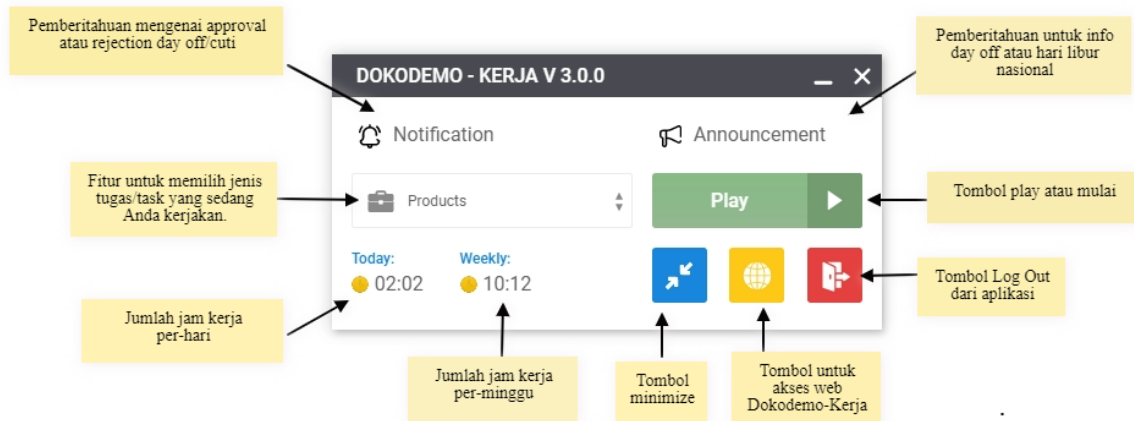 Pemberitahuan mengenai approval
atau rejection day off/cuti
Pemberitahuan untuk info
day off atau hari libur
nasional
DOKODEMO - KERJA V 3.0.0
Notification
Announcement
Fitur untuk memilih jenis
tugas/task yang sedang
Anda kerjakan.
Products
Play
Tombol play atau mulai
Today:
Weekly:
02:02
10:12
Tombol Log Out
dari aplikasi
Jumlah jam kerja
per-hari
Jumlah jam kerja
per-minggu
Tombol
minimize
Tombol untuk
akses web
Dokodemo-Kerja
.